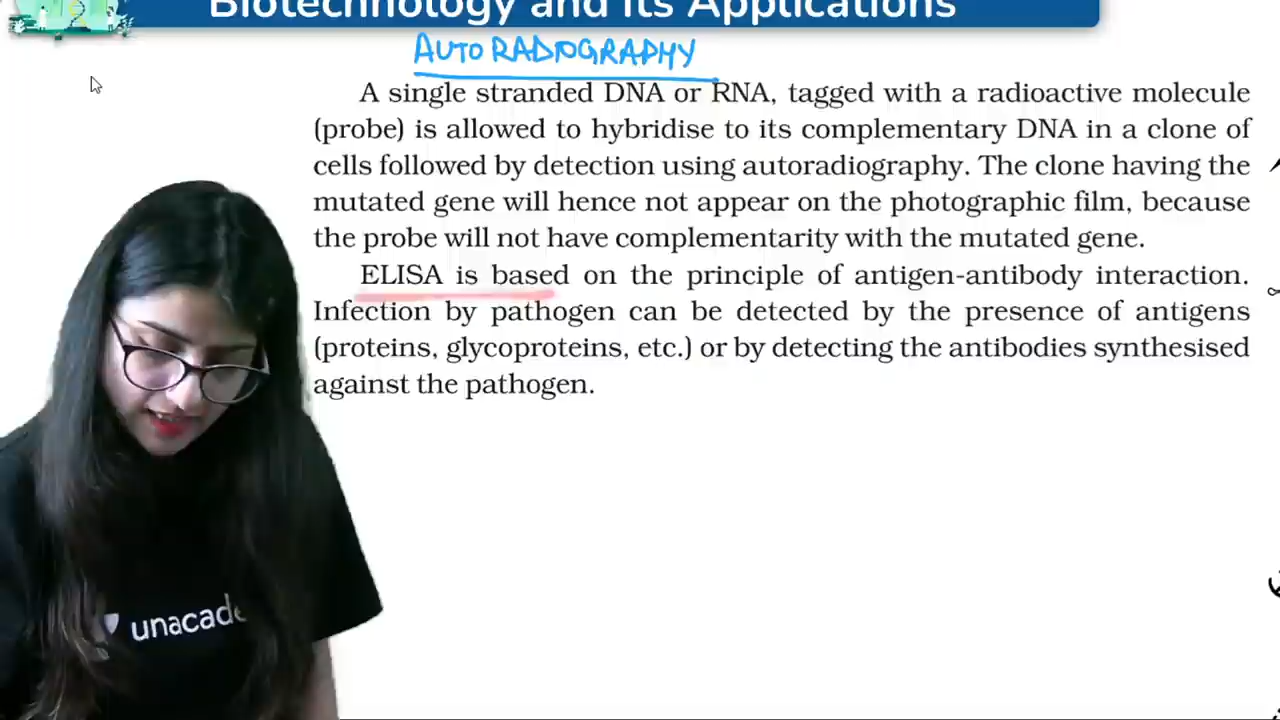 Biotechnology and its Applications
AUTORADIOGRAPHY
A single stranded DNA or RNA, tagged with a radioactive molecule
(probe) is allowed to hybridise to its complementary DNA in a clone of
cells followed by detection using autoradiography. The clone having the
mutated gene will hence not appear on the photographic film, because
the probe will not have complementarity with the mutated gene.
ELISA is based on the principle of antigen-antibody interaction.
Infection by pathogen can be detected by the presence of antigens
(proteins, glycoproteins, etc.) or by detecting the antibodies synthesised
against the pathogen.
unacade